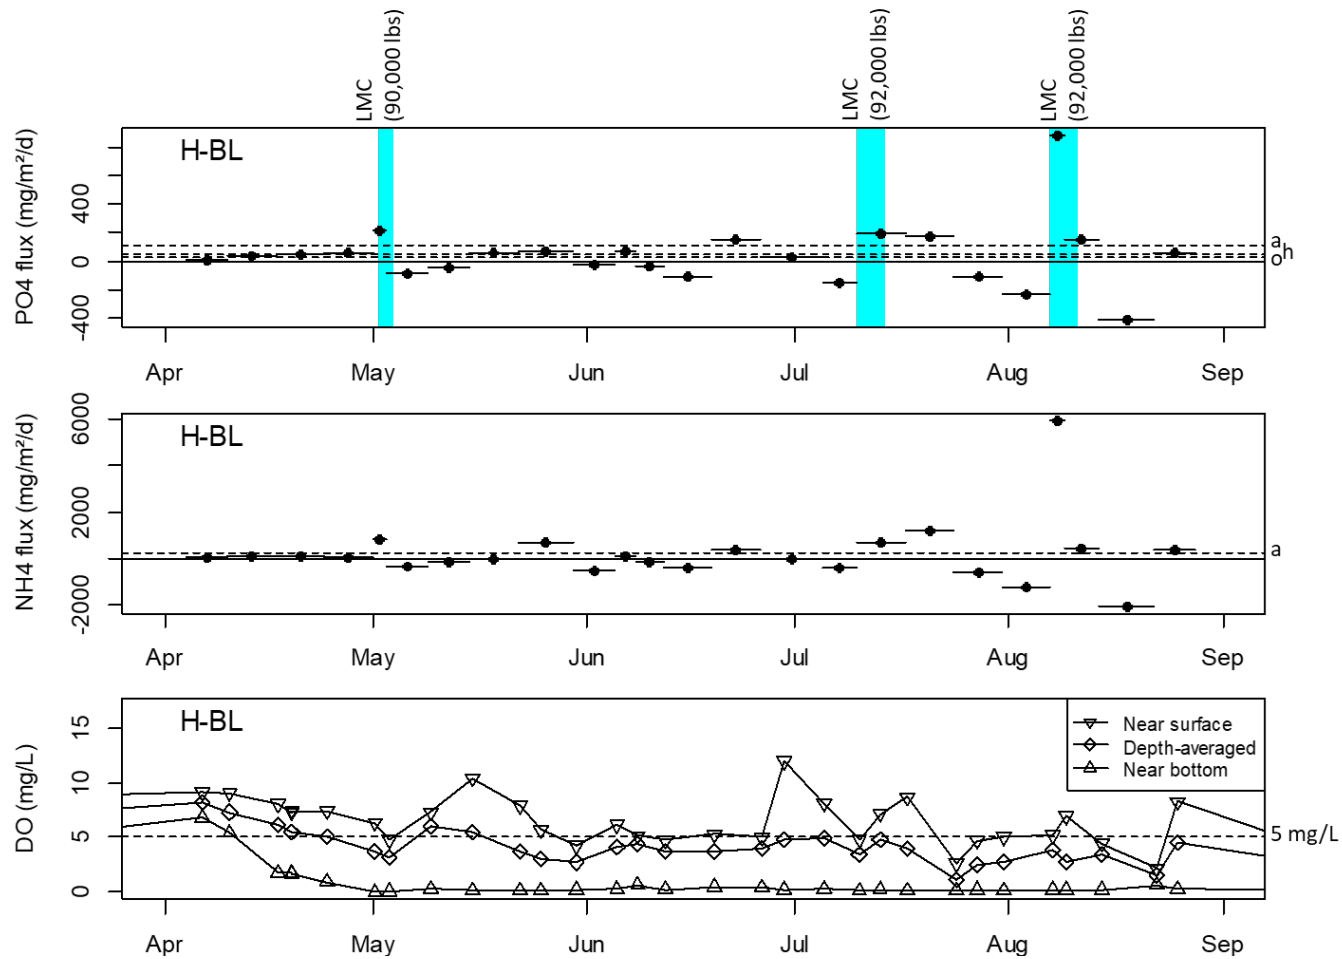 LMC
(90,000 lbs)
LMC
(92,000 lbs)
LMC
(92,000 lbs)
PO4 flux (mg/m²/d)
H-BL
400
0
-400
a
h
o
Apr May Jun Jul Aug Sep
NH4 flux (mg/m²/d)
H-BL
6000
2000
-2000
a
Apr May Jun Jul Aug Sep
DO (mg/L)
H-BL
15
10
5
0
Near surface
Depth-averaged
Near bottom
5 mg/L
Apr May Jun Jul Aug Sep